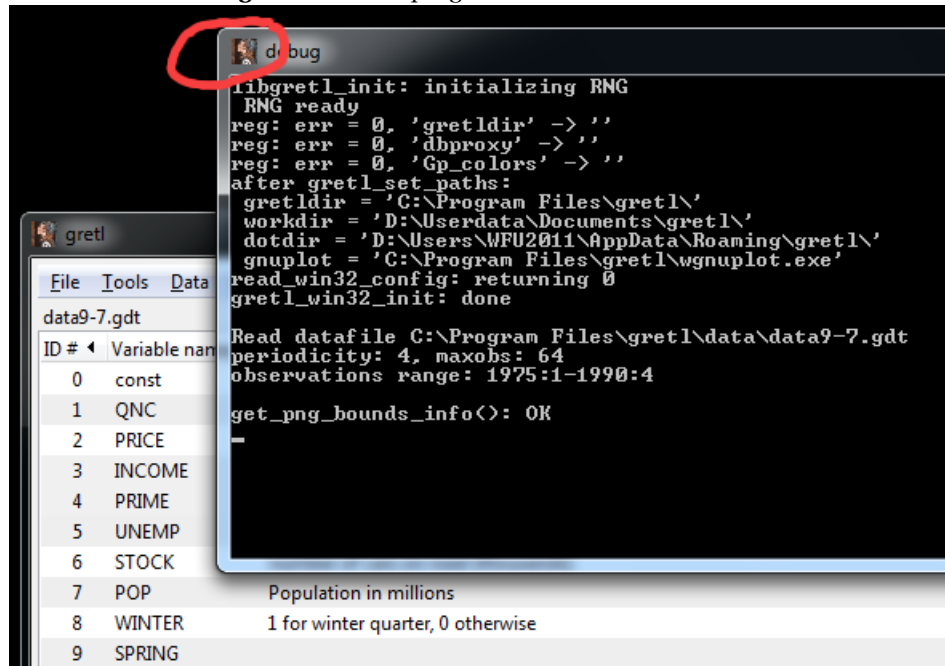 debug
libgretl_init: initializing RNG
RNG ready
reg: err = 0, 'gretldir' -> ''
reg: err = 0, 'dbproxy' -> ''
reg: err = 0, 'Gp_colors' -> ''
after gretl_set_paths:
gretldir = 'C:\Program Files\gretl\'
workdir = 'D:\Userdata\Documents\gretl\'
dotdir = 'D:\Users\WFU2011\AppData\Roaming\gretl\'
gnuplot = 'C:\Program Files\gretl\wgnuplot.exe'
read_win32_config: returning 0
gretl_win32_init: done
Read datafile C:\Program Files\gretl\data\data9-7.gdt
periodicity: 4, maxobs: 64
observations range: 1975:1-1990:4
get_png_bounds_info(): OK
gretl
File Tools Data
data9-7.gdt
ID # Variable nam
0 const
1 QNC
2 PRICE
3 INCOME
4 PRIME
5 UNEMP
6 STOCK
7 POP Population in millions
8 WINTER 1 for winter quarter, 0 otherwise
9 SPRING